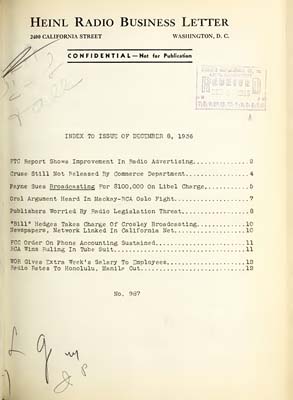 HEINL RADIO BUSINESS LETTER
2400 CALIFORNIA STREET WASHINGTON, D. C.
CONFIDENTIAL—Not for Publication
INDEX TO ISSUE OF DECEMBER 8, 1936
FTC Report Shows Improvement In Radio Advertising...............2
Cruse Still Not Released By Commerce Department.................4
Payne Sues Broadcasting For $100,000 On Libel Charge............5
Oral Argument Heard In Mackay-RCA Oslo Fight....................7
Publishers Worried By Radio Legislation Threat..................8
"Bill" Hedges Takes Charge Of Crosley Broadcasting.............10
Newspapers, Network Linked In California Net...................10
FCC Order On Phone Accounting Sustained........................11
RCA Wins Ruling In Tube Suit...................................11
WOR Gives Extra Week's Salary To Employees.....................12
Radio Rates To Honolulu, Manila Cut............................12
No. 987